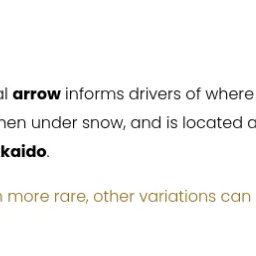 al arrow informs drivers of where
hen under snow, and is located a
kaido.
more rare, other variations can